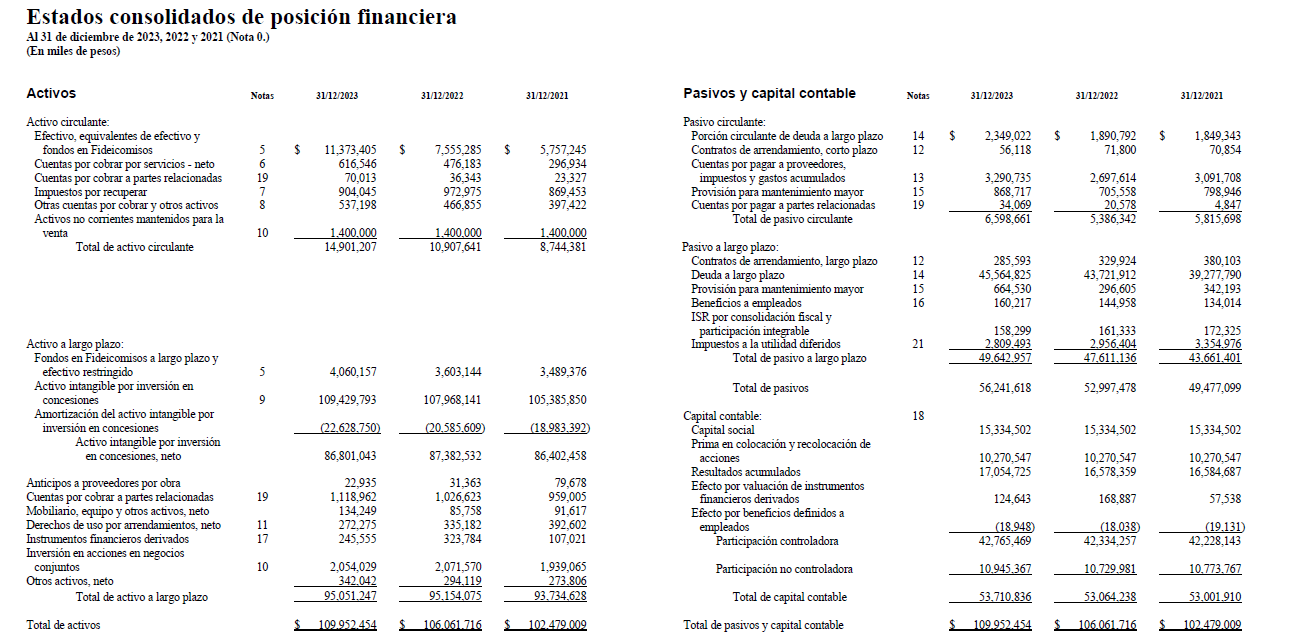 Estados consolidados de posición financiera
Al 31 de diciembre de 2023, 2022 y 2021 (Nota 0.)
(En miles de pesos)
Activos Notas 31/12/2023 31/12/2022 31/12/2021
Activo circulante:
Efectivo, equivalentes de efectivo y
fondos en Fideicomisos 5 $ 11,373,405 $ 7,555,285 $ 5,757,245
Cuentas por cobrar por servicios - neto 6 616,546 476,183 296,934
Cuentas por cobrar a partes relacionadas 19 70,013 36,343 23,327
Impuestos por recuperar 7 904,045 972,975 869,453
Otras cuentas por cobrar y otros activos 8 537,198 466,855 397,422
Activos no corrientes mantenidos para la
venta 10 1,400,000 1,400,000 1,400,000
Total de activo circulante 14,901,207 10,907,641 8,744,381
Activo a largo plazo:
Fondos en Fideicomisos a largo plazo y
efectivo restringido 5 4,060,157 3,603,144 3,489,376
Activo intangible por inversión en
concesiones 9 109,429,793 107,968,141 105,385,850
Amortización del activo intangible por
inversión en concesiones (22,628,750) (20,585,609) (18,983,392)
Activo intangible por inversión
en concesiones, neto 86,801,043 87,382,532 86,402,458
Anticipos a proveedores por obra 22,935 31,363 79,678
Cuentas por cobrar a partes relacionadas 19 1,118,962 1,026,623 959,005
Mobiliario, equipo y otros activos, neto 134,249 85,758 91,617
Derechos de uso por arrendamientos, neto 11 272,275 335,182 392,602
Instrumentos financieros derivados 17 245,555 323,784 107,021
Inversión en acciones en negocios
conjuntos 10 2,054,029 2,071,570 1,939,065
Otros activos, neto 342,042 294,119 273,806
Total de activo a largo plazo 95,051,247 95,154,075 93,734,628
Total de activos $ 109,952,454 $ 106,061,716 $ 102,479,009
Pasivos y capital contable Notas 31/12/2023 31/12/2022 31/12/2021
Pasivo circulante:
Porción circulante de deuda a largo plazo 14 $ 2,349,022 $ 1,890,792 $ 1,849,343
Contratos de arrendamiento, corto plazo 12 56,118 71,800 70,854
Cuentas por pagar a proveedores,
impuestos y gastos acumulados 13 3,290,735 2,697,614 3,091,708
Provisión para mantenimiento mayor 15 868,717 705,558 798,946
Cuentas por pagar a partes relacionadas 19 34,069 20,578 4,847
Total de pasivo circulante 6,598,661 5,386,342 5,815,698
Pasivo a largo plazo:
Contratos de arrendamiento, largo plazo 12 285,593 329,924 380,103
Deuda a largo plazo 14 45,564,825 43,721,912 39,277,790
Provisión para mantenimiento mayor 15 664,530 296,605 342,193
Beneficios a empleados 16 160,217 144,958 134,014
ISR por consolidación fiscal y
participación integrable 158,299 161,333 172,325
Impuestos a la utilidad diferidos 21 2,809,493 2,956,404 3,354,976
Total de pasivo a largo plazo 49,642,957 47,611,136 43,661,401
Total de pasivos 56,241,618 52,997,478 49,477,099
Capital contable: 18
Capital social 15,334,502 15,334,502 15,334,502
Prima en colocación y recolocación de
acciones 10,270,547 10,270,547 10,270,547
Resultados acumulados 17,054,725 16,578,359 16,584,687
Efecto por valuación de instrumentos
financieros derivados 124,643 168,887 57,538
Efecto por beneficios definidos a
empleados (18,948) (18,038) (19,131)
Participación controladora 42,765,469 42,334,257 42,228,143
Participación no controladora 10,945,367 10,729,981 10,773,767
Total de capital contable 53,710,836 53,064,238 53,001,910
Total de pasivos y capital contable $ 109,952,454 $ 106,061,716 $ 102,479,009